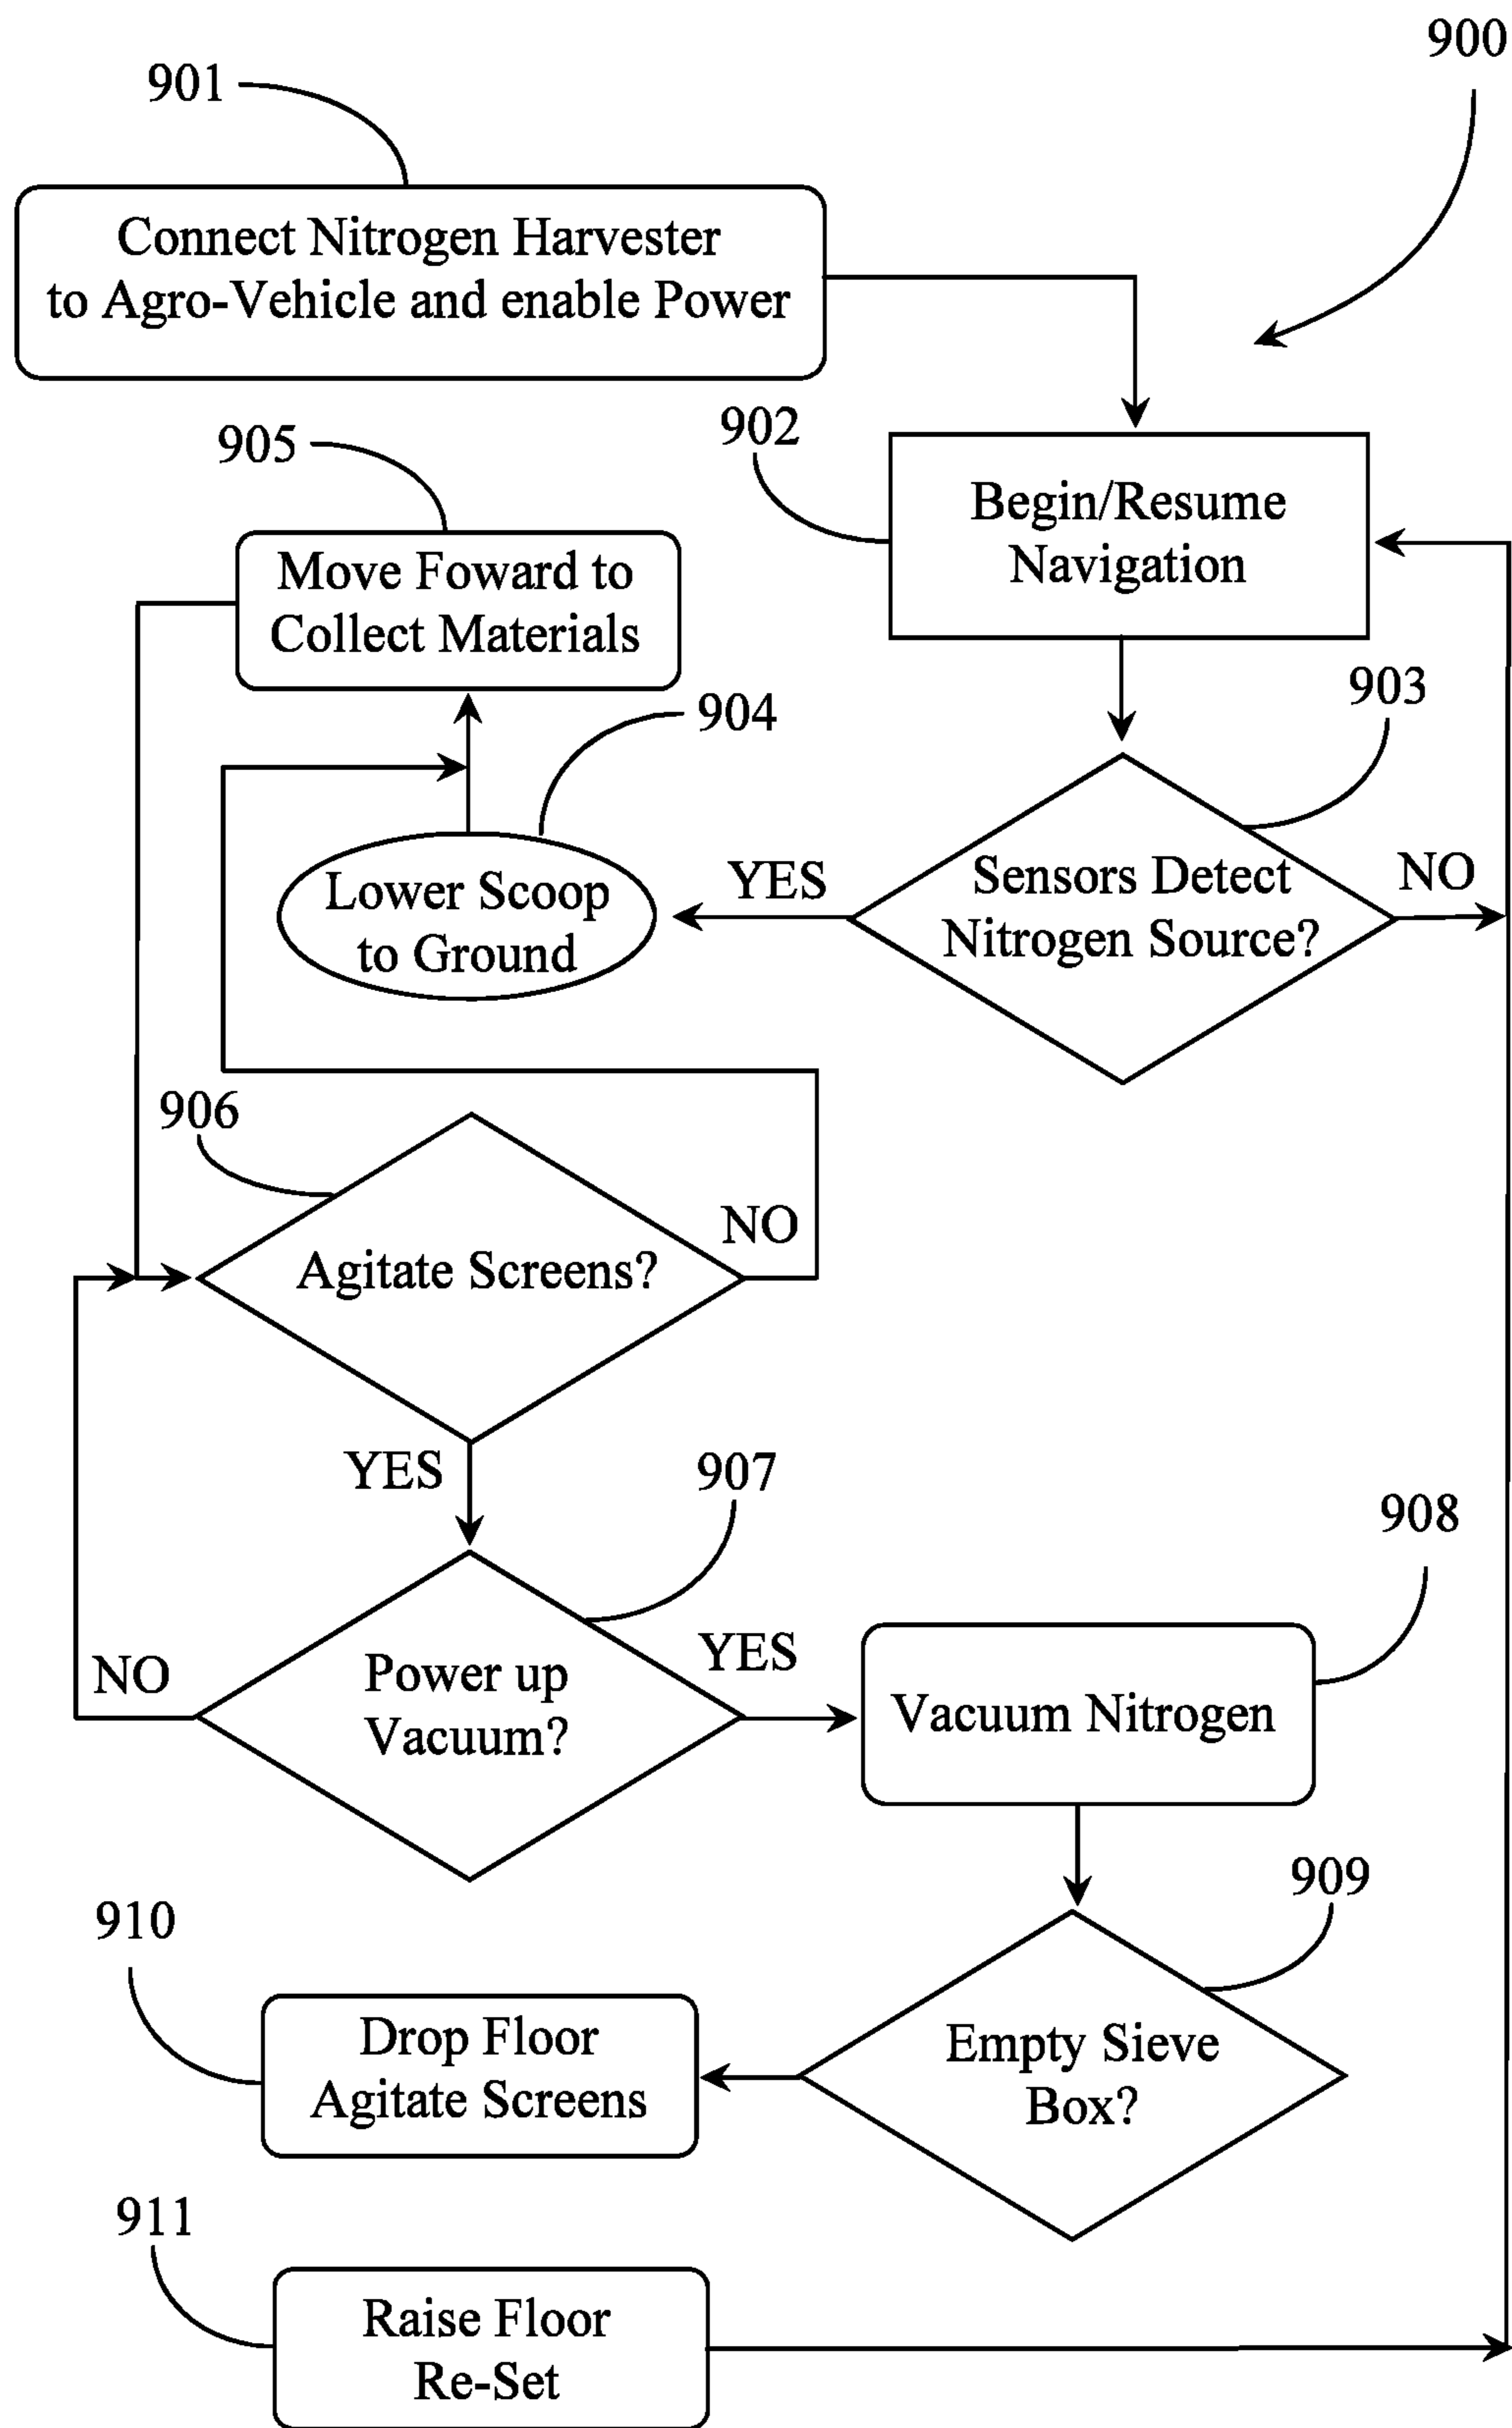 900
901
Connect Nitrogen Harvester
to Agro-Vehicle and enable Power
902
Begin/Resume
Navigation
905
Move Foward to
Collect Materials
903
904
Sensors Detect
Nitrogen Source?
YES
NO
Lower Scoop
to Ground
906
Agitate Screens?
NO
YES
907
Power up
Vacuum?
NO
YES
908
Vacuum Nitrogen
909
Empty Sieve
Box?
910
Drop Floor
Agitate Screens
911
Raise Floor
Re-Set